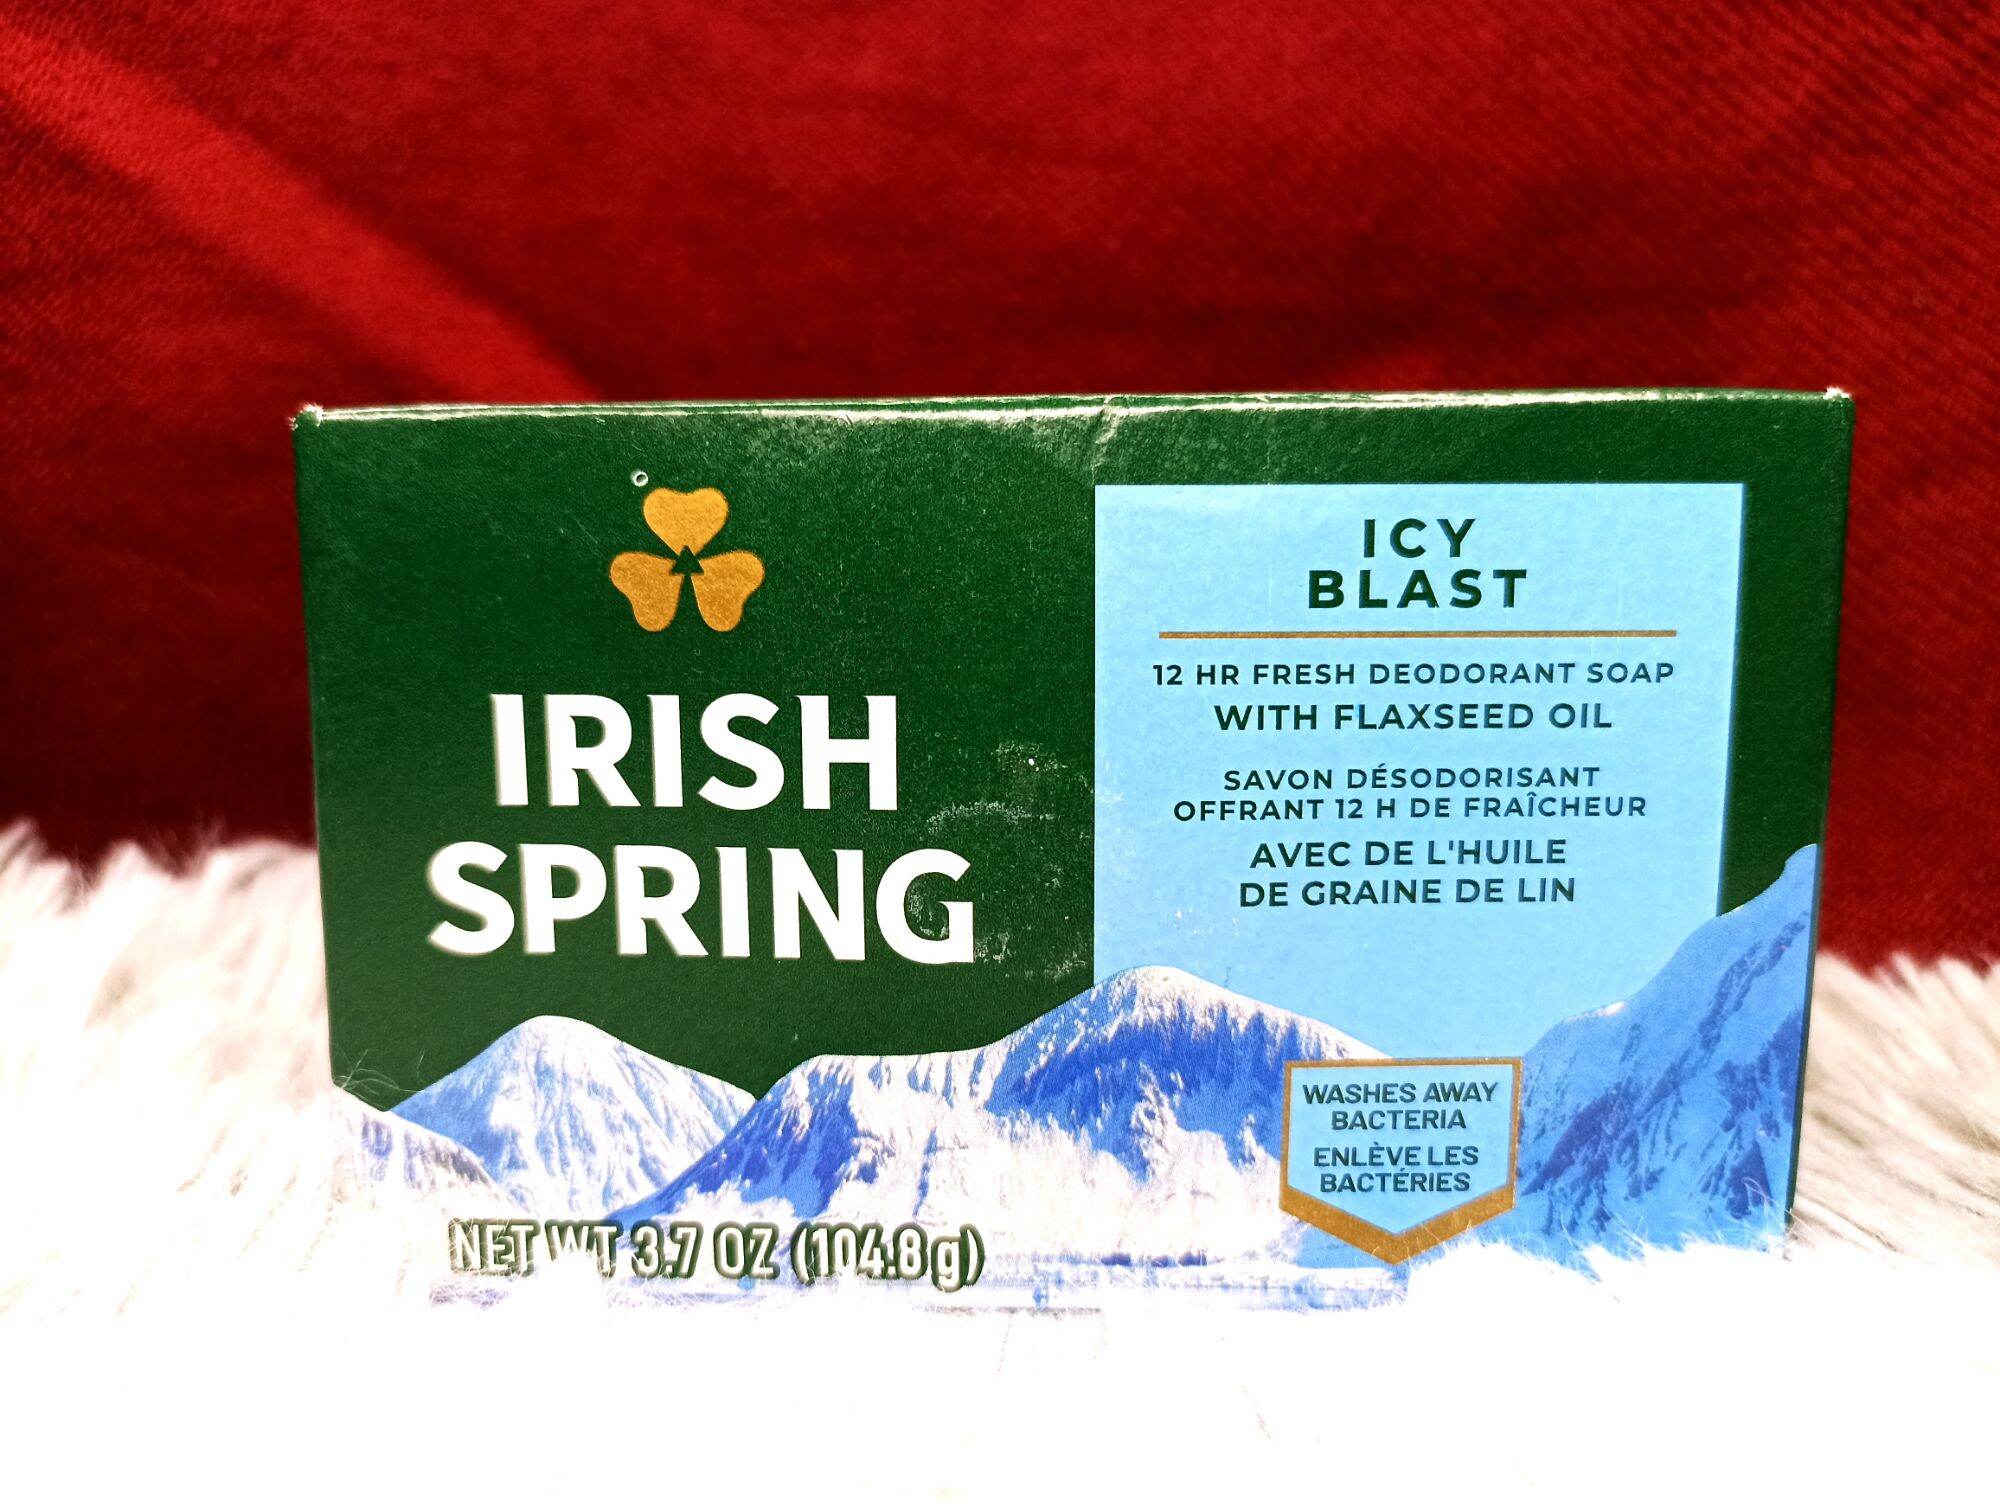 IRISH
SPRING
NET WT 3.7 OZ (104.8 g)
ICY
BLAST
12 HR FRESH DEODORANT SOAP
WITH FLAXSEED OIL
SAVON DÉSODORISANT
OFFRANT 12 H DE FRAÎCHEUR
AVEC DE L'HUILE
DE GRAINE DE LIN
WASHES AWAY
BACTERIA
ENLÈVE LES
BACTÉRIES